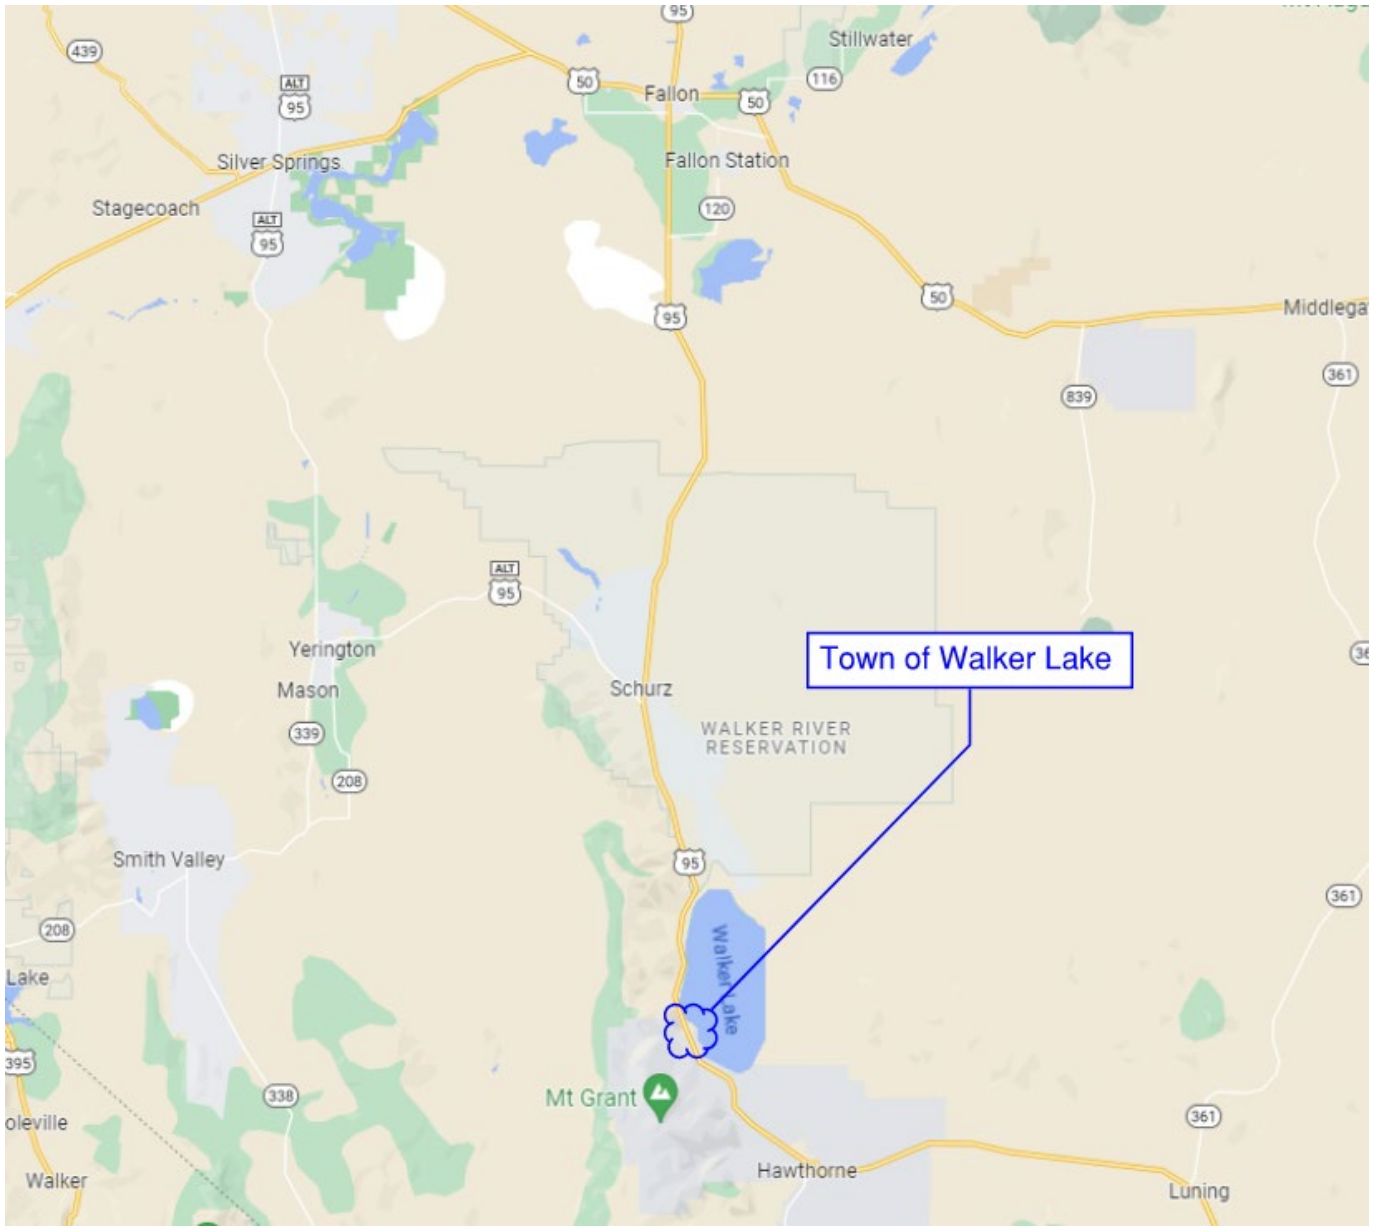 95
439
Stillwater
ALT
95
50
Fallon
50
116
Silver Springs
Fallon Station
Stagecoach
ALT
95
120
50
95
Middlega
361
839
ALT
95
Town of Walker Lake
Yerington
36
Mason
Schurz
339
WALKER RIVER
RESERVATION
208
Smith Valley
95
361
208
Walker Lake
Lake
395
338
Mt Grant
361
oleville
Hawthorne
Walker
Luning